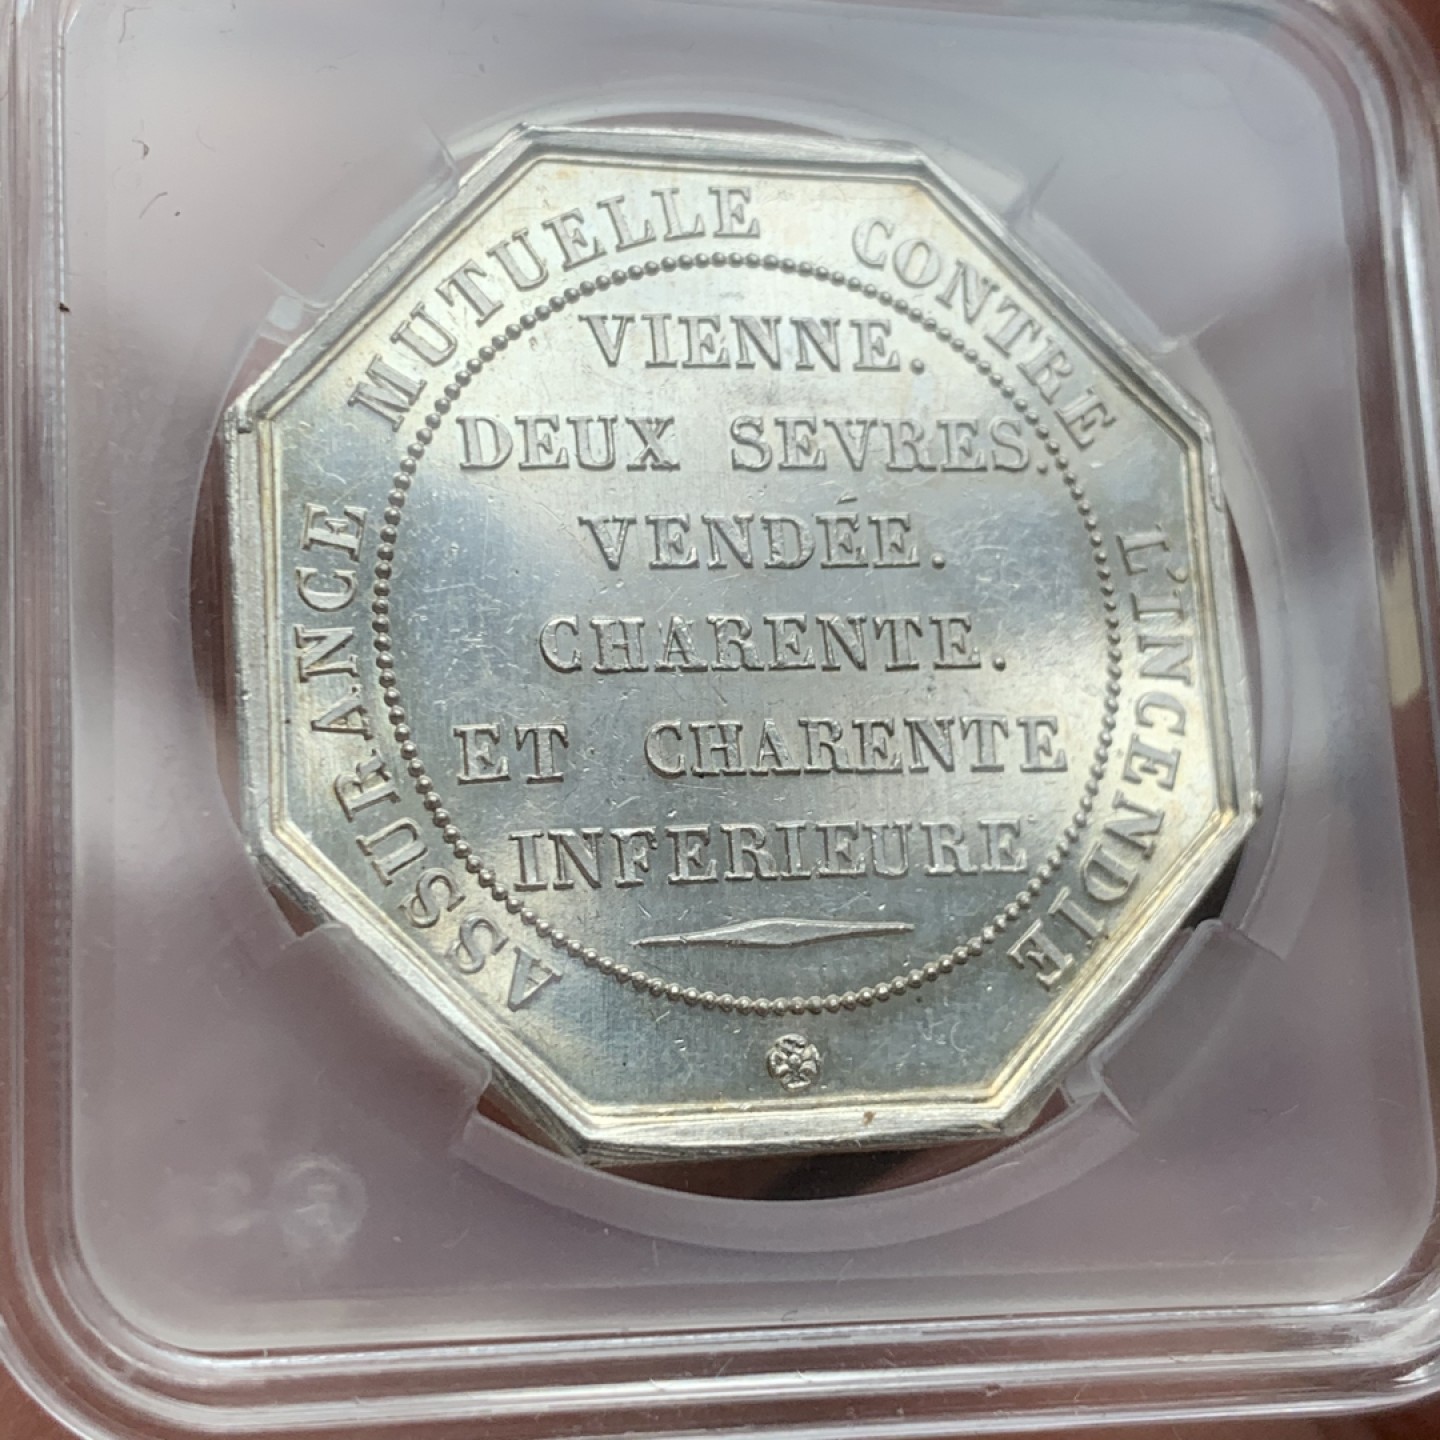 ASSURANCE MUTUELLE CONTRE L'INCENDIE
VIENNE.
DEUX SEVRES.
VENDÉE.
CHARENTE.
ET CHARENTE
INFERIEURE